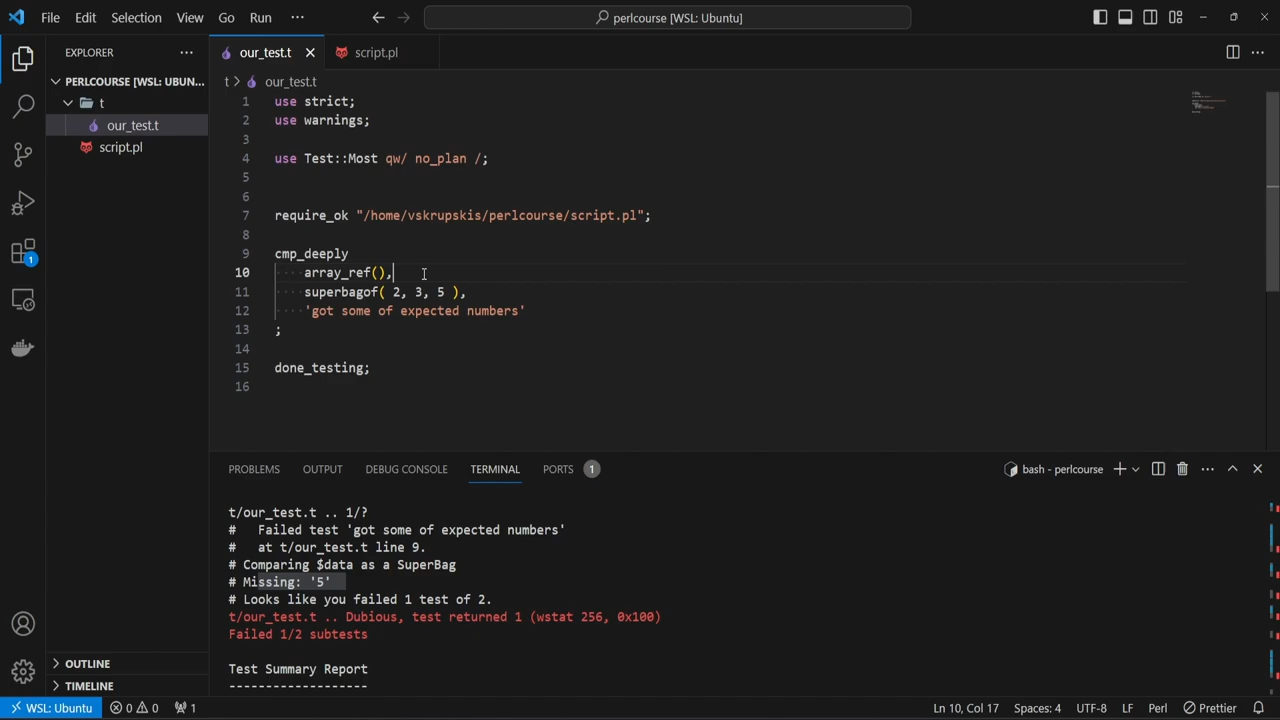 File Edit Selection View Go Run ··· perlcourse [WSL: Ubuntu]
EXPLORER ···
PERLCOURSE [WSL: UBUN...
t
our_test.t
script.pl
OUTLINE
TIMELINE
our_test.t script.pl
t > our_test.t
1 use strict;
2 use warnings;
3
4 use Test::Most qw/ no_plan /;
5
6
7 require_ok "/home/vskrupskis/perlcourse/script.pl";
8
9 cmp_deeply
10 ····array_ref(),
11 ····superbagof( 2, 3, 5 ),
12 ····'got some of expected numbers'
13 ;
14
15 done_testing;
16
PROBLEMS OUTPUT DEBUG CONSOLE TERMINAL PORTS 1 bash - perlcourse
t/our_test.t .. 1/?
#   Failed test 'got some of expected numbers'
#   at t/our_test.t line 9.
# Comparing $data as a SuperBag
# Missing: '5'
# Looks like you failed 1 test of 2.
t/our_test.t .. Dubious, test returned 1 (wstat 256, 0x100)
Failed 1/2 subtests
Test Summary Report
-------------------
1
WSL: Ubuntu 0 0 1 Ln 10, Col 17 Spaces: 4 UTF-8 LF Perl Prettier